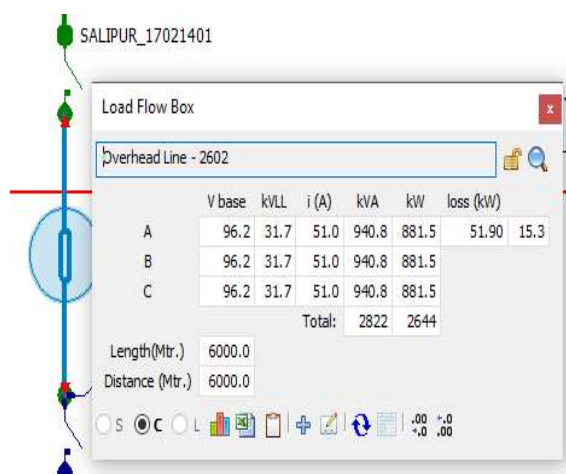 SALIPUR_17021401
Load Flow Box
x
Overhead Line - 2602
V base kVLL i (A) kVA kW loss (kW)
A 96.2 31.7 51.0 940.8 881.5 51.90 15.3
B 96.2 31.7 51.0 940.8 881.5
C 96.2 31.7 51.0 940.8 881.5
Total: 2822 2644
Length(Mtr.) 6000.0
Distance (Mtr.) 6000.0
S C L .00 +.0 +.0 .00